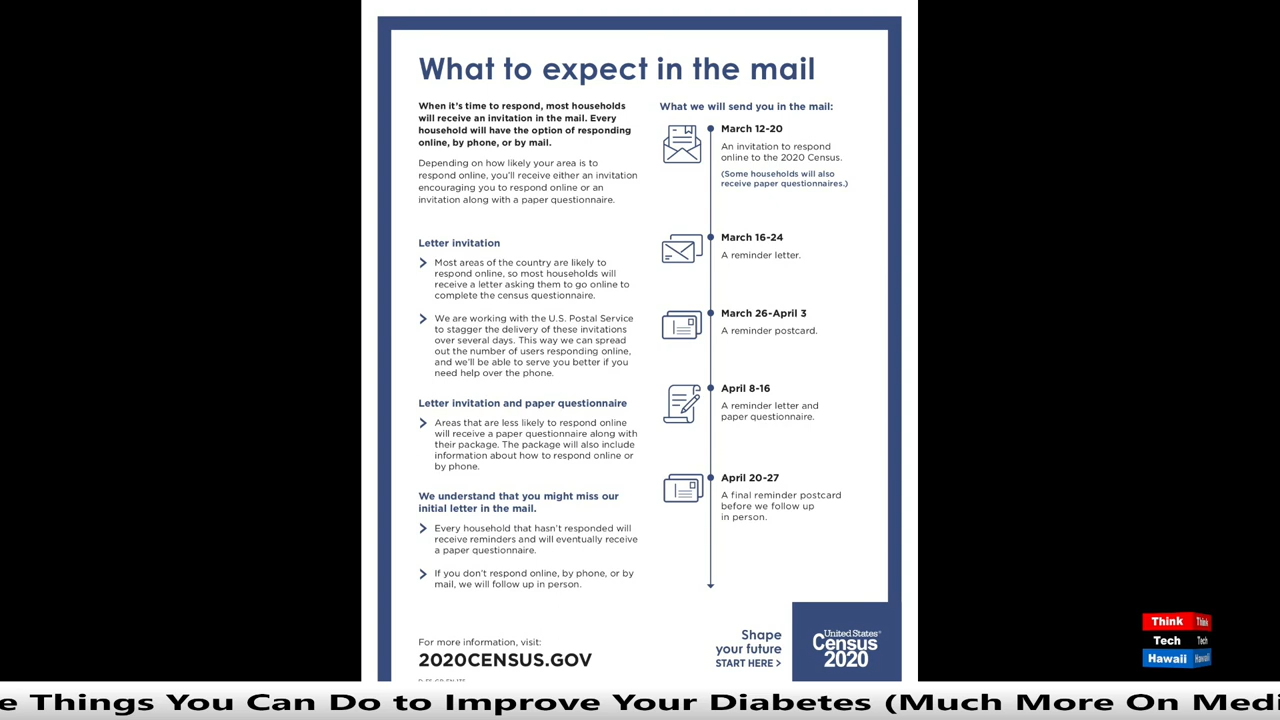 What to expect in the mail
When it's time to respond, most households
will receive an invitation in the mail. Every
household will have the option of responding
online, by phone, or by mail.
Depending on how likely your area is to
respond online, you'll receive either an invitation
encouraging you to respond online or an
invitation along with a paper questionnaire.
Letter invitation
Most areas of the country are likely to
respond online, so most households will
receive a letter asking them to go online to
complete the census questionnaire.
We are working with the U.S. Postal Service
to stagger the delivery of these invitations
over several days. This way we can spread
out the number of users responding online,
and we'll be able to serve you better if you
need help over the phone.
Letter invitation and paper questionnaire
Areas that are less likely to respond online
will receive a paper questionnaire along with
their package. The package will also include
information about how to respond online or
by phone.
We understand that you might miss our
initial letter in the mail.
Every household that hasn't responded will
receive reminders and will eventually receive
a paper questionnaire.
If you don't respond online, by phone, or by
mail, we will follow up in person.
For more information, visit:
2020CENSUS.GOV
What we will send you in the mail:
March 12-20
An invitation to respond
online to the 2020 Census.
(Some households will also
receive paper questionnaires.)
March 16-24
A reminder letter.
March 26-April 3
A reminder postcard.
April 8-16
A reminder letter and
paper questionnaire.
April 20-27
A final reminder postcard
before we follow up
in person.
Shape
your future
START HERE >
United States®
Census
2020
Think Think
Tech Tech
Hawaii Hawaii
e Things You Can Do to Improve Your Diabetes (Much More On Medi